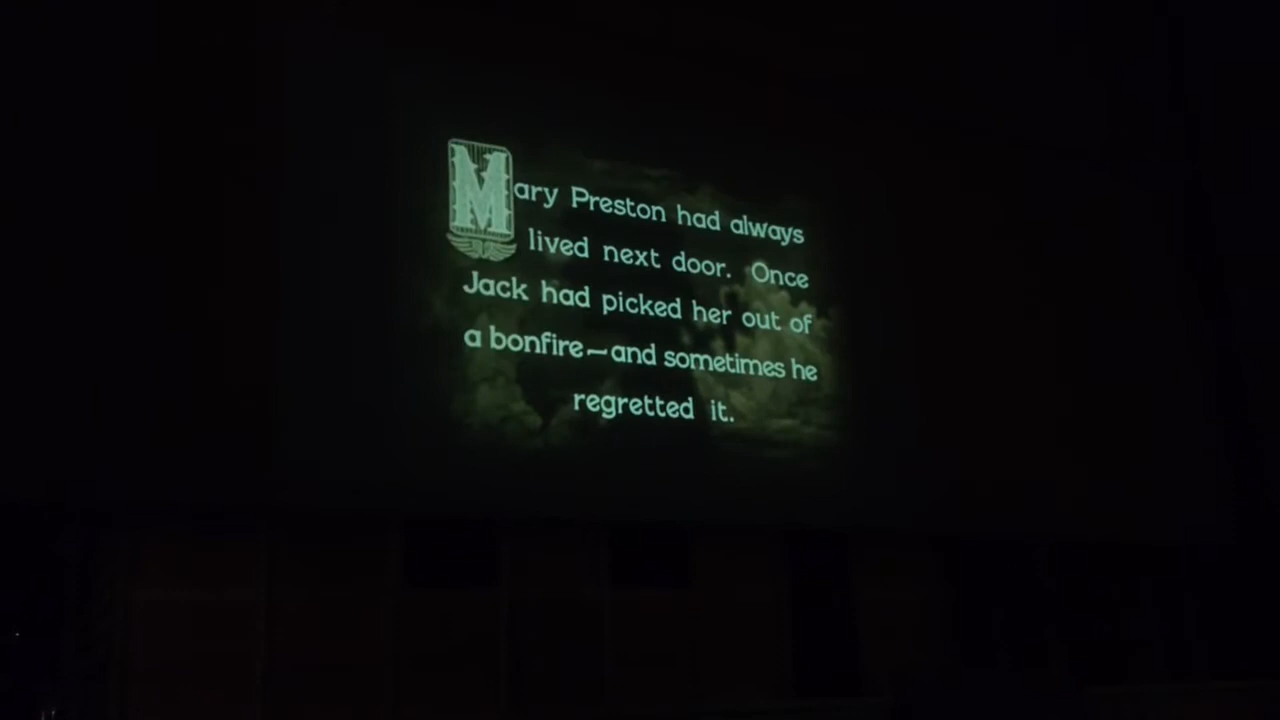 Mary Preston had always
lived next door. Once
Jack had picked her out of
a bonfire—and sometimes he
regretted it.